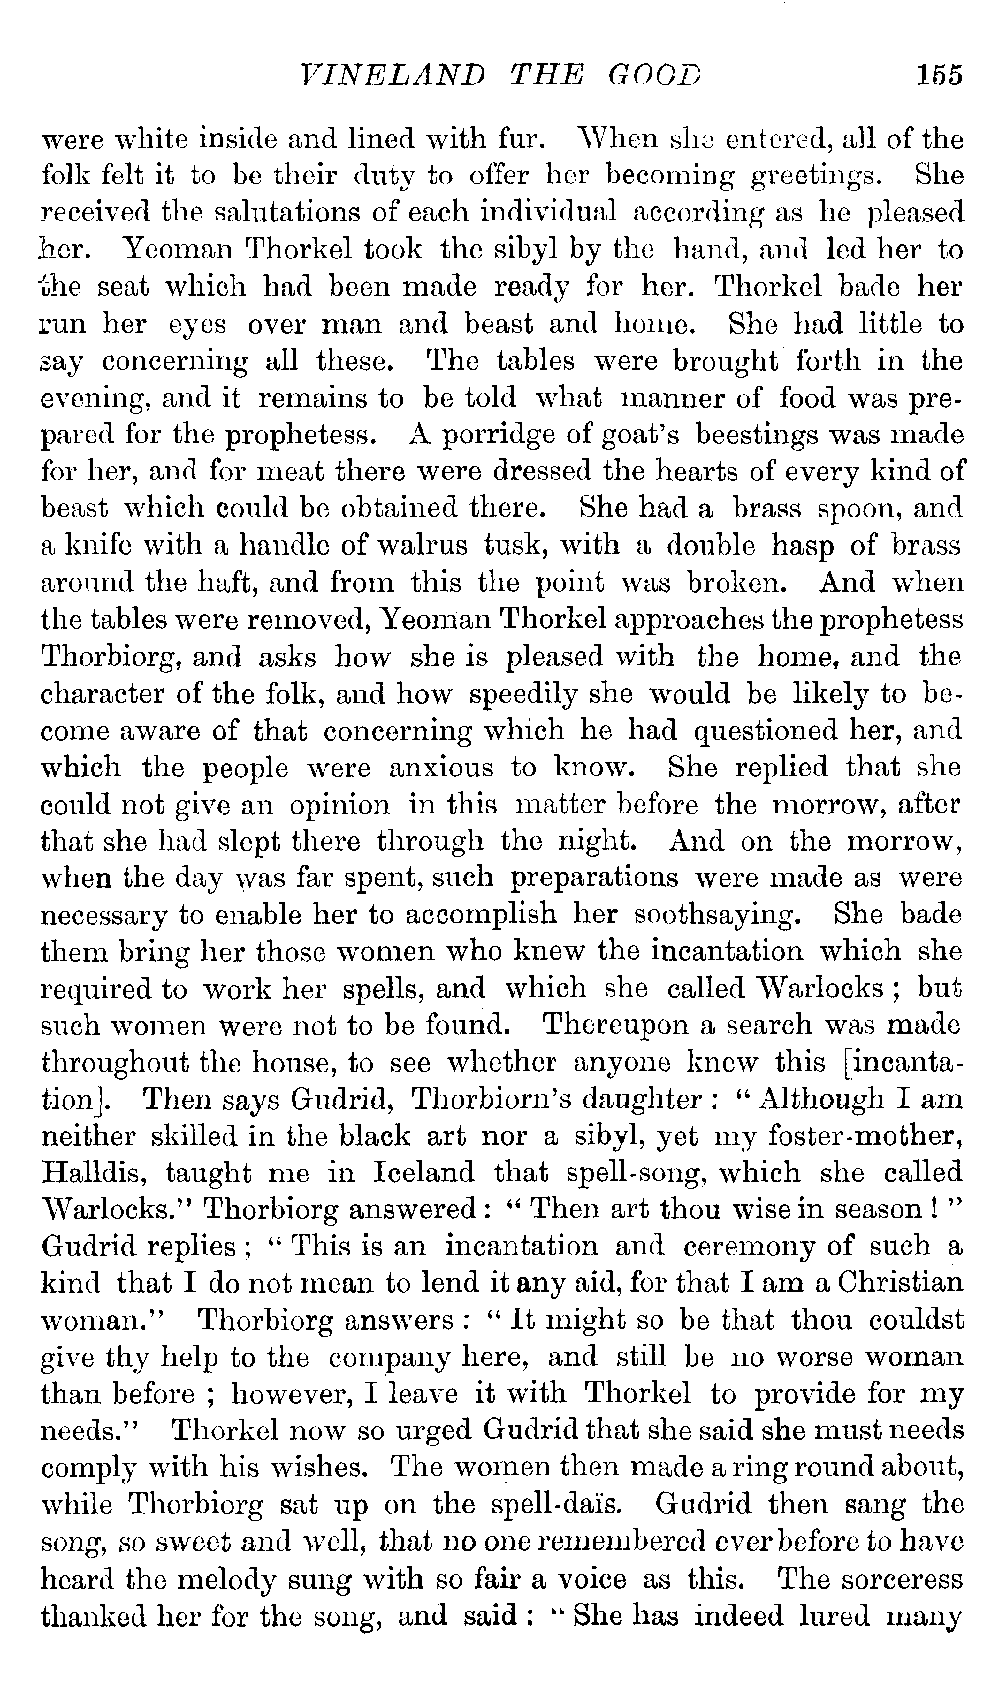 VINELAND THE GOOD 155
were white inside and lined with fur. When she entered, all of the
folk felt it to be their duty to offer her becoming greetings. She
received the salutations of each individual according as he pleased
her. Yeoman Thorkel took the sibyl by the hand, and led her to
the seat which had been made ready for her. Thorkel bade her
run her eyes over man and beast and home. She had little to
say concerning all these. The tables were brought forth in the
evening, and it remains to be told what manner of food was pre-
pared for the prophetess. A porridge of goat's beestings was made
for her, and for meat there were dressed the hearts of every kind of
beast which could be obtained there. She had a brass spoon, and
a knife with a handle of walrus tusk, with a double hasp of brass
around the haft, and from this the point was broken. And when
the tables were removed, Yeoman Thorkel approaches the prophetess
Thorbiorg, and asks how she is pleased with the home, and the
character of the folk, and how speedily she would be likely to be-
come aware of that concerning which he had questioned her, and
which the people were anxious to know. She replied that she
could not give an opinion in this matter before the morrow, after
that she had slept there through the night. And on the morrow,
when the day was far spent, such preparations were made as were
necessary to enable her to accomplish her soothsaying. She bade
them bring her those women who knew the incantation which she
required to work her spells, and which she called Warlocks ; but
such women were not to be found. Thereupon a search was made
throughout the house, to see whether anyone knew this [incanta-
tion]. Then says Gudrid, Thorbiorn's daughter : “ Although I am
neither skilled in the black art nor a sibyl, yet my foster-mother,
Halldis, taught me in Iceland that spell-song, which she called
Warlocks.” Thorbiorg answered : “ Then art thou wise in season ! ”
Gudrid replies ; “ This is an incantation and ceremony of such a
kind that I do not mean to lend it any aid, for that I am a Christian
woman.” Thorbiorg answers : “ It might so be that thou couldst
give thy help to the company here, and still be no worse woman
than before ; however, I leave it with Thorkel to provide for my
needs.” Thorkel now so urged Gudrid that she said she must needs
comply with his wishes. The women then made a ring round about,
while Thorbiorg sat up on the spell-daïs. Gudrid then sang the
song, so sweet and well, that no one remembered ever before to have
heard the melody sung with so fair a voice as this. The sorceress
thanked her for the song, and said : “ She has indeed lured many